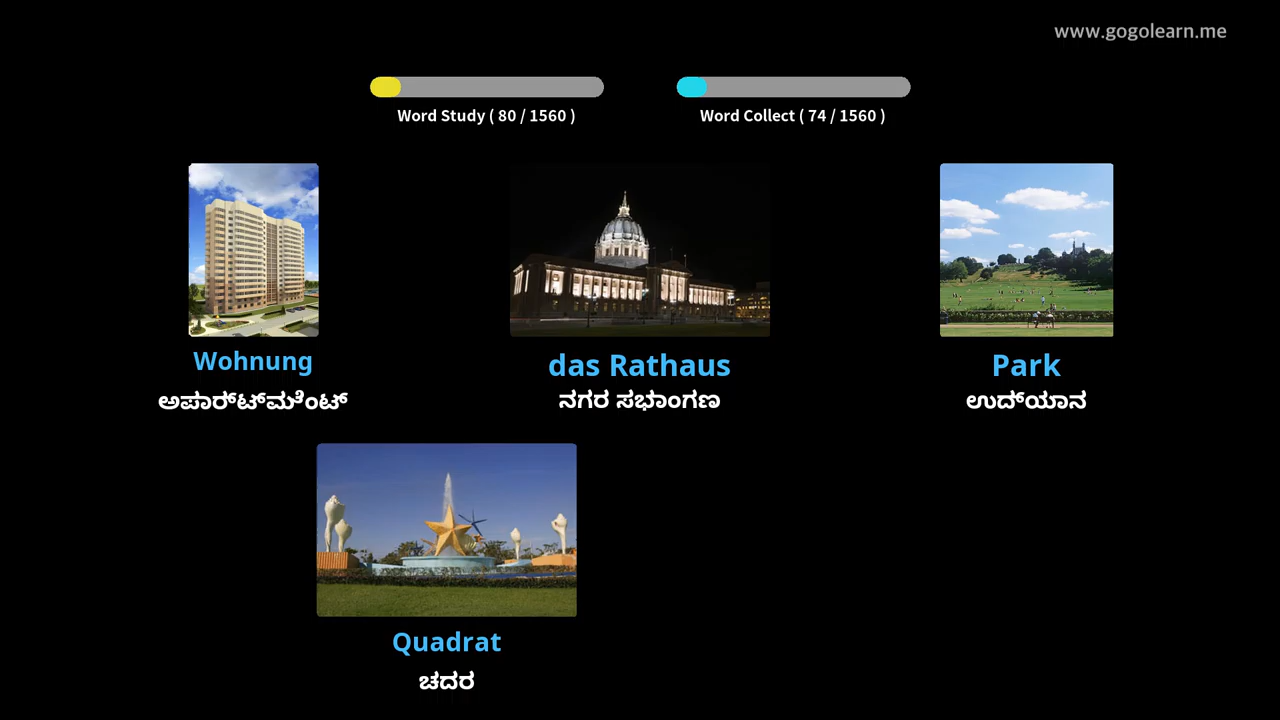 www.gogolearn.me
Word Study ( 80 / 1560 )
Word Collect ( 74 / 1560 )
Wohnung
das Rathaus
Park
ಅಪಾರ್ಟ್‌ಮೆಂಟ್
ನಗರ ಸಭಾಂಗಣ
ಉದ್ಯಾನ
Quadrat
ಚದರ